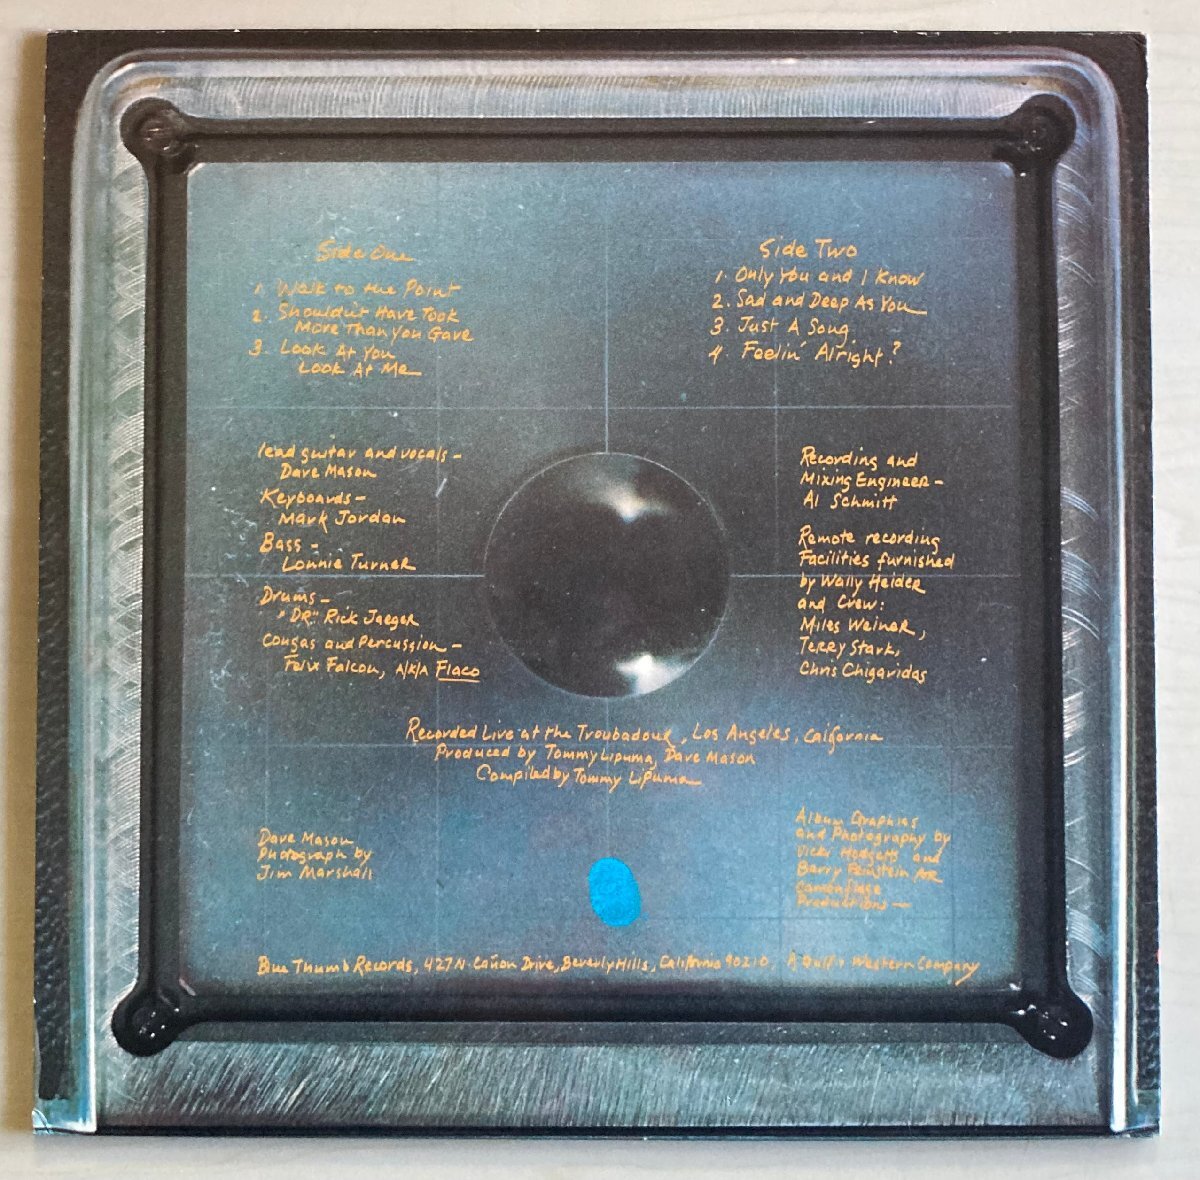 Side One
1. Walk to the Point
2. Shouldn't Have Took
More Than You Gave
3. Look At You
Look At Me
Side Two
1. Only You and I Know
2. Sad and Deep As You
3. Just A Song
4. Feelin' Alright?
lead guitar and vocals –
Dave Mason
Keyboards –
Mark Jordan
Bass –
Lonnie Turner
Drums –
"DR." Rick Jaeger
Congas and Percussion –
Felix Falcon, A/K/A Flaco
Recording and
Mixing Engineer –
Al Schmitt
Remote recording
Facilities furnished
by Wally Heider
and Crew:
Miles Weiner,
Terry Stark,
Chris Chigaridas
Recorded Live at the Troubadour, Los Angeles, California
Produced by Tommy Lipuma, Dave Mason
Compiled by Tommy LiPuma
Dave Mason
Photograph by
Jim Marshall
Album Graphics
and Photography by
Vicki Hodgetts and
Barry Feinstein for
Camouflage
Productions –
Blue Thumb Records, 427 N. Cañon Drive, Beverly Hills, California 90210. A Gulf + Western Company